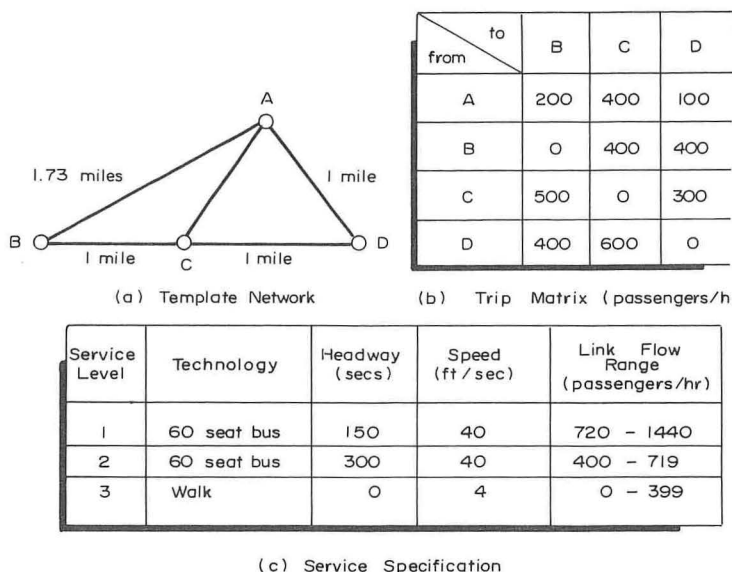 A
1.73 miles
1 mile
B
C
D
1 mile
1 mile
(a) Template Network
from to B C D
A 200 400 100
B 0 400 400
C 500 0 300
D 400 600 0
(b) Trip Matrix (passengers/h
Service Level Technology Headway (secs) Speed (ft/sec) Link Flow Range (passengers/hr)
1 60 seat bus 150 40 720 - 1440
2 60 seat bus 300 40 400 - 719
3 Walk 0 4 0 - 399
(c) Service Specification